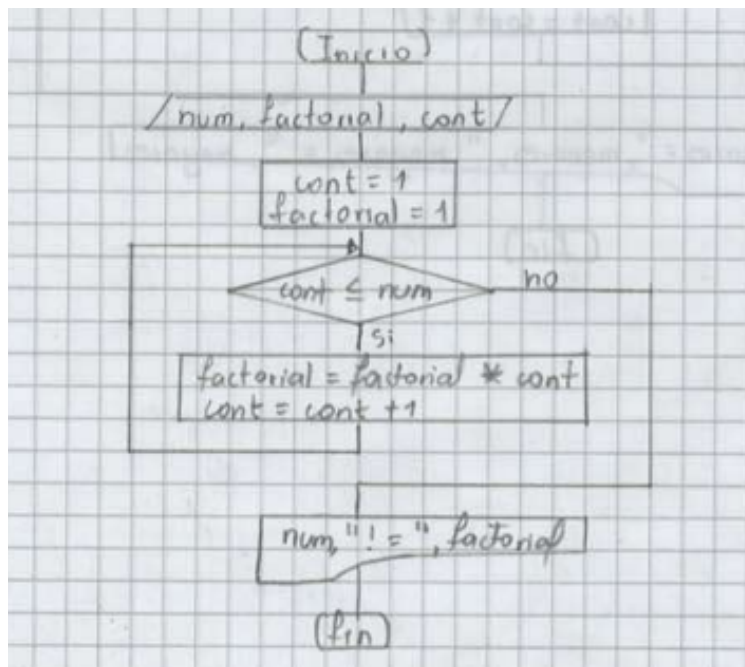 (Inicio)
/num, factorial, cont/
cont = 1
factorial = 1
cont ≤ num
no
si
factorial = factorial * cont
cont = cont + 1
num, "! = ", factorial
(fin)